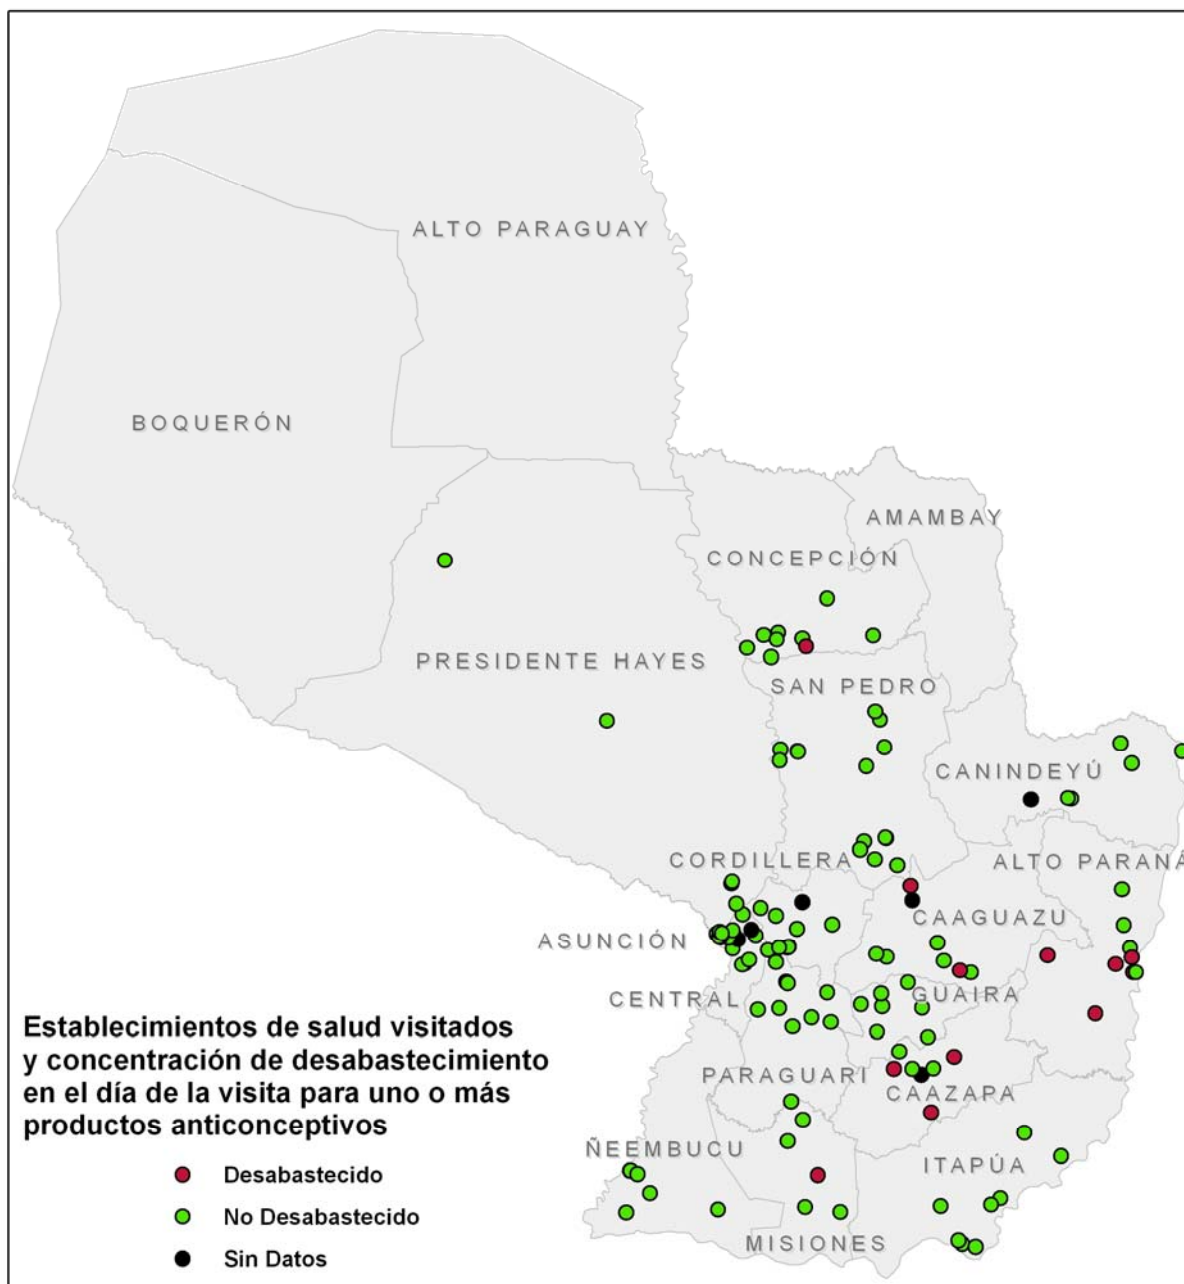 ALTO PARAGUAY
BOQUERÓN
AMAMBAY
CONCEPCIÓN
PRESIDENTE HAYES
SAN PEDRO
CANINDEYÚ
CORDILLERA
ALTO PARANÁ
CAAGUAZU
ASUNCIÓN
CENTRAL
GUAIRA
Establecimientos de salud visitados
y concentración de desabastecimiento
en el día de la visita para uno o más
productos anticonceptivos
PARAGUARI
CAAZAPA
ÑEEMBUCU
ITAPÚA
MISIONES
Desabastecido
No Desabastecido
Sin Datos